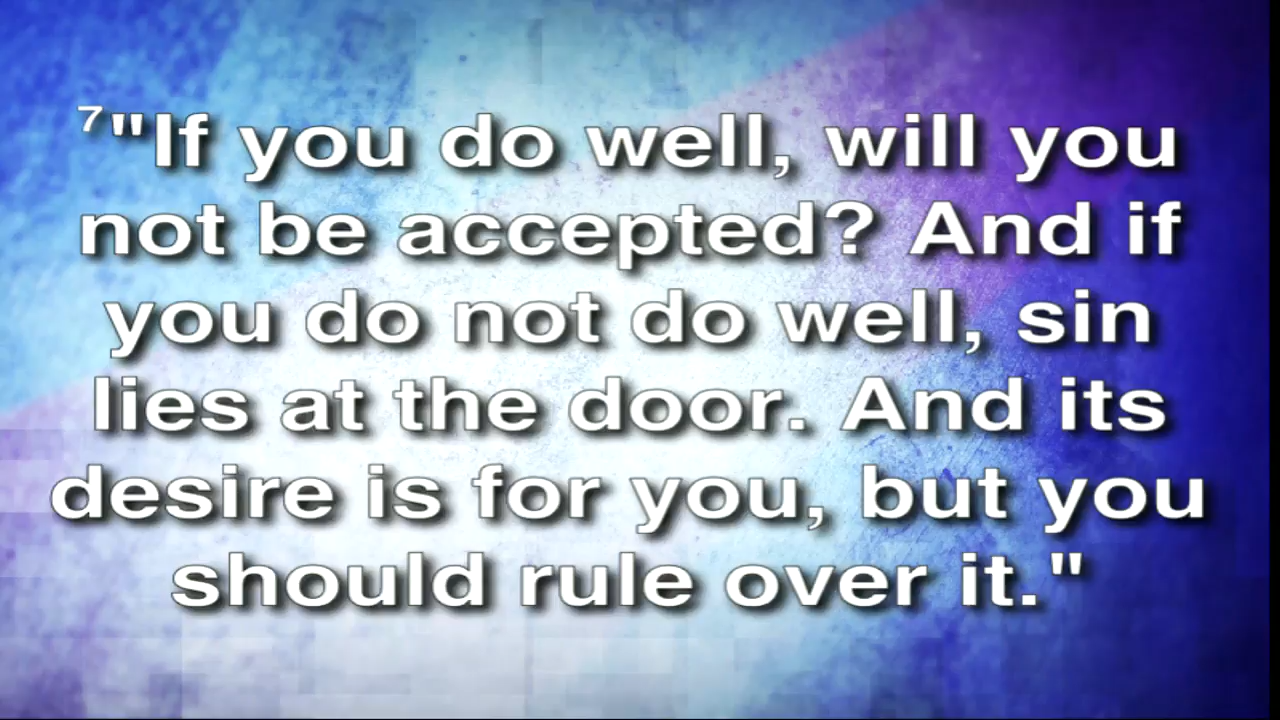 7"If you do well, will you
not be accepted? And if
you do not do well, sin
lies at the door. And its
desire is for you, but you
should rule over it."